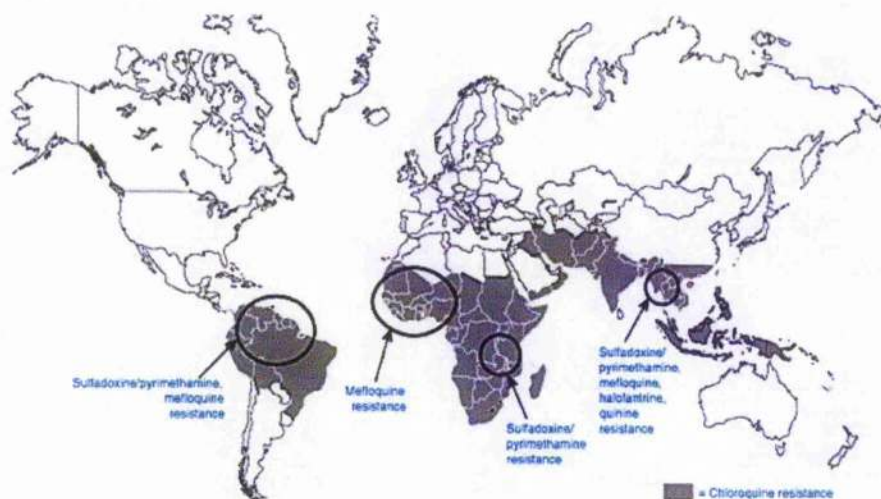 Sulfadoxine/pyrimethamine,
mefloquine
resistance
Mefloquine
resistance
Sulfadoxine/
pyrimethamine
resistance
Sulfadoxine/
pyrimethamine,
mefloquine,
halofantrine,
quinine
resistance
= Chloroquine resistance